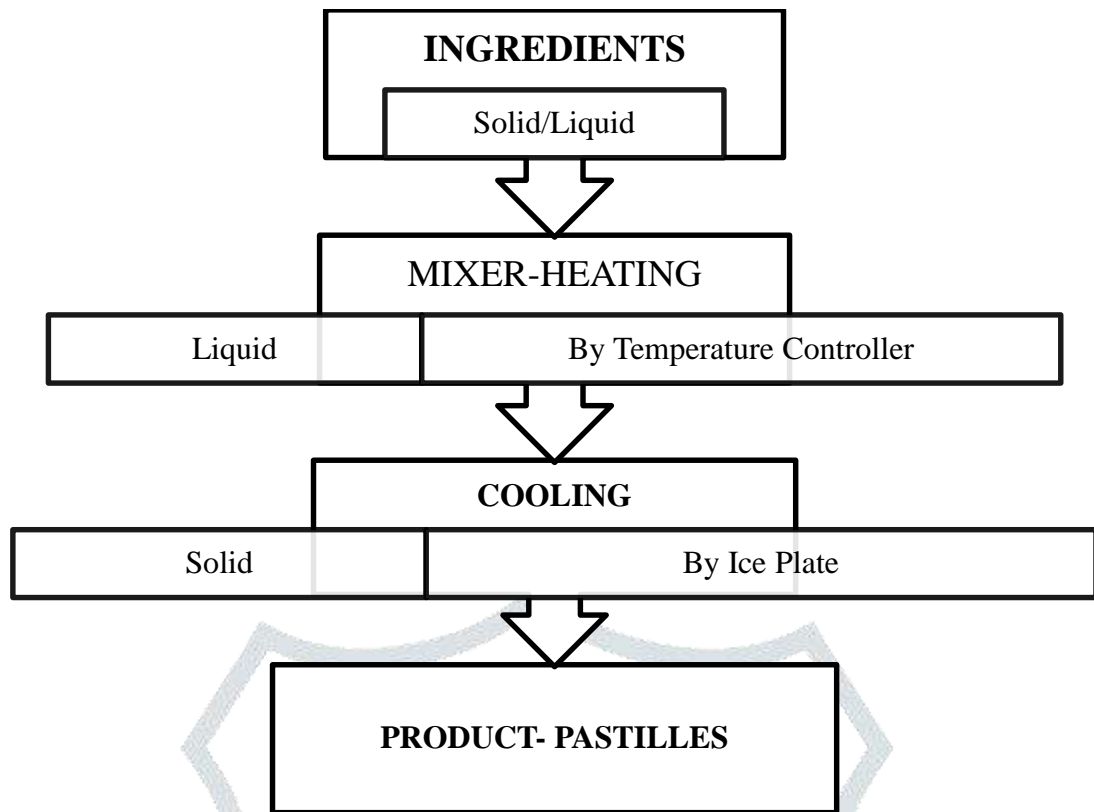 INGREDIENTS
Solid/Liquid
MIXER-HEATING
Liquid
By Temperature Controller
COOLING
Solid
By Ice Plate
PRODUCT- PASTILLES